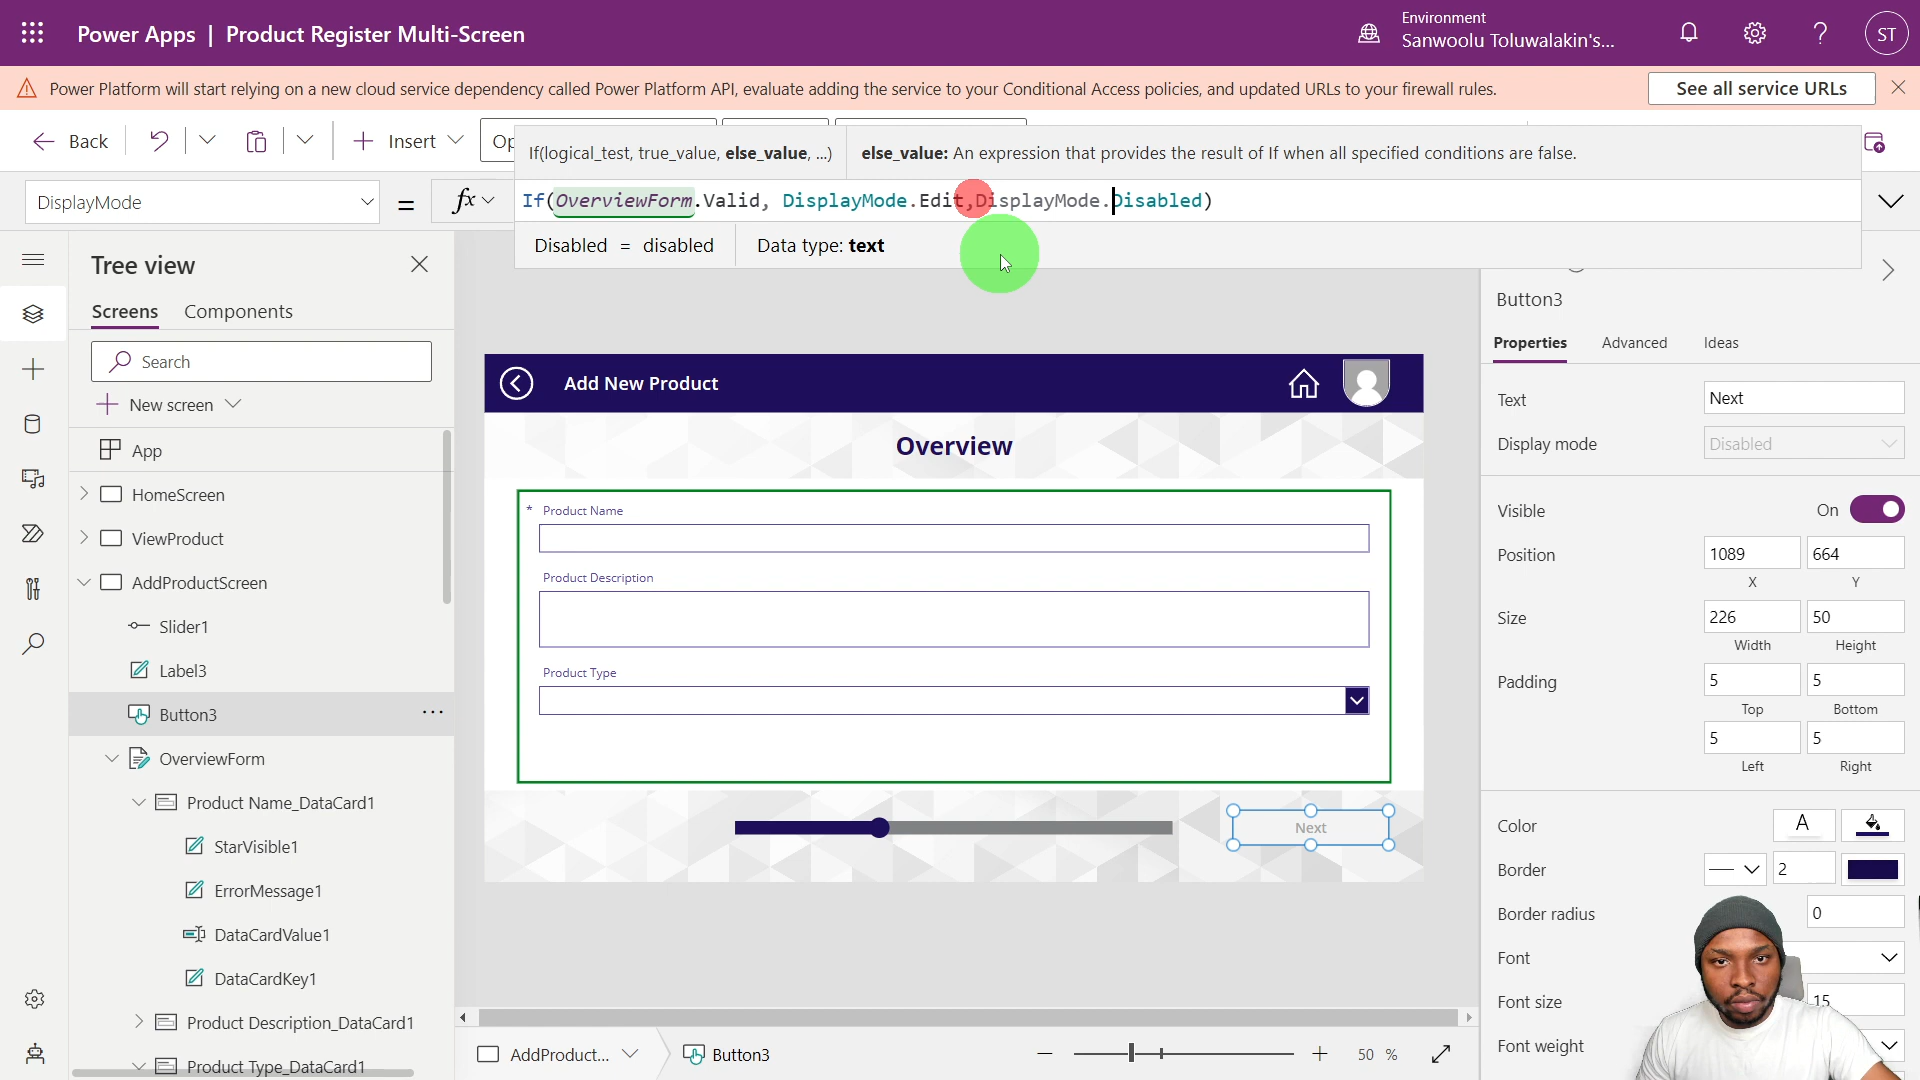 Power Apps | Product Register Multi-Screen
Environment
Sanwoolu Toluwalakin's...
ST
Power Platform will start relying on a new cloud service dependency called Power Platform API, evaluate adding the service to your Conditional Access policies, and updated URLs to your firewall rules.
See all service URLs
Back
Insert
Op
If(logical_test, true_value, else_value, ...)
else_value: An expression that provides the result of If when all specified conditions are false.
DisplayMode
=
fx
If(OverviewForm.Valid, DisplayMode.Edit,DisplayMode.Disabled)
Disabled = disabled
Data type: text
Tree view
Screens
Components
Search
New screen
App
HomeScreen
ViewProduct
AddProductScreen
Slider1
Label3
Button3
...
OverviewForm
Product Name_DataCard1
StarVisible1
ErrorMessage1
DataCardValue1
DataCardKey1
Product Description_DataCard1
Product Type_DataCard1
Add New Product
Overview
* Product Name
Product Description
Product Type
Next
AddProduct...
Button3
50 %
Button3
Properties
Advanced
Ideas
Text
Next
Display mode
Disabled
Visible
On
Position
1089
664
X
Y
Size
226
50
Width
Height
Padding
5
5
Top
Bottom
5
5
Left
Right
Color
A
Border
2
Border radius
0
Font
Font size
15
Font weight